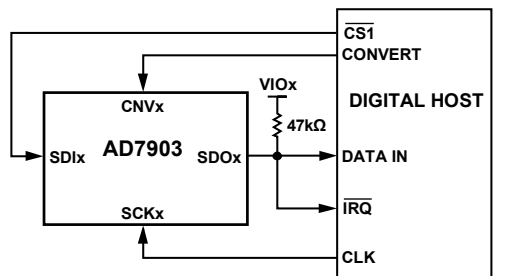 CS1
CONVERT
VIOx
CNVx
DIGITAL HOST
47kΩ
AD7903
SDIx
SDOx
DATA IN
SCKx
IRQ
CLK